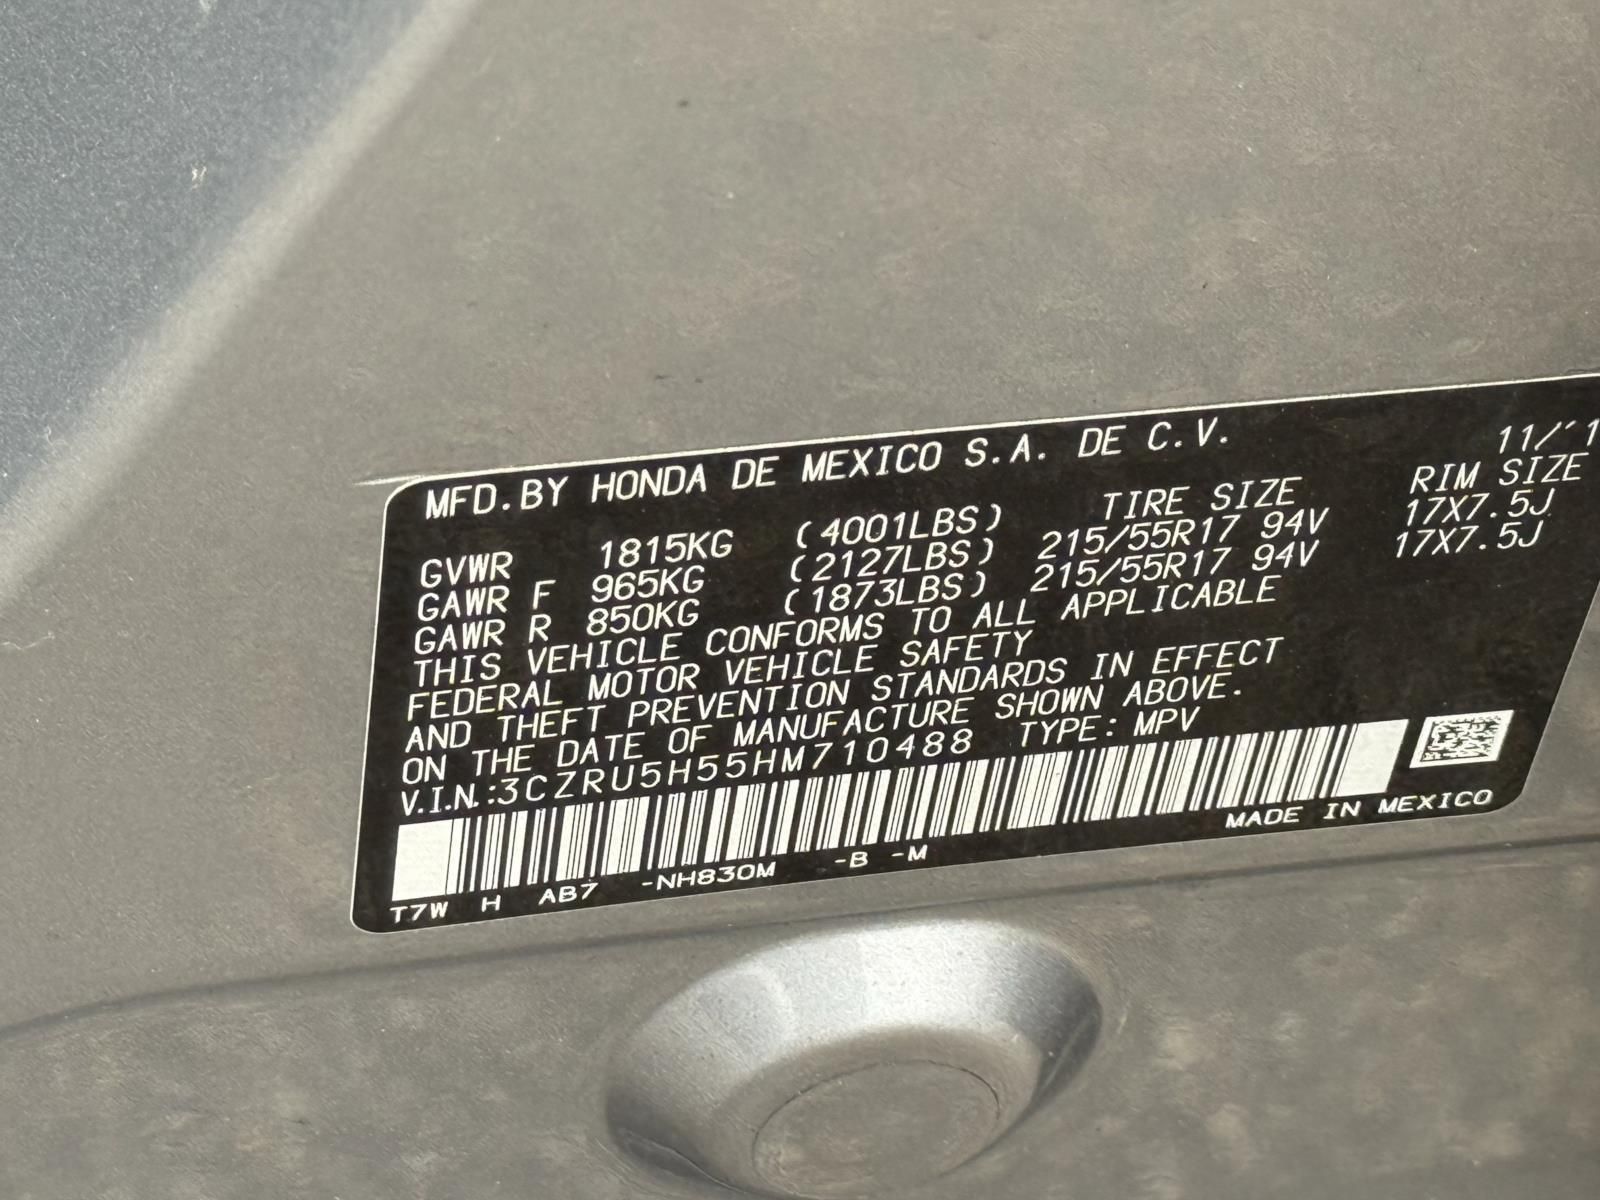 MFD.BY HONDA DE MEXICO S.A. DE C.V. 11/'1
TIRE SIZE RIM SIZE
GVWR 1815KG (4001LBS)
GAWR F 965KG (2127LBS) 215/55R17 94V 17X7.5J
GAWR R 850KG (1873LBS) 215/55R17 94V 17X7.5J
THIS VEHICLE CONFORMS TO ALL APPLICABLE
FEDERAL MOTOR VEHICLE SAFETY
AND THEFT PREVENTION STANDARDS IN EFFECT
ON THE DATE OF MANUFACTURE SHOWN ABOVE.
V.I.N.:3CZRU5H55HM710488 TYPE: MPV
MADE IN MEXICO
T7W H AB7 -NH830M -B -M